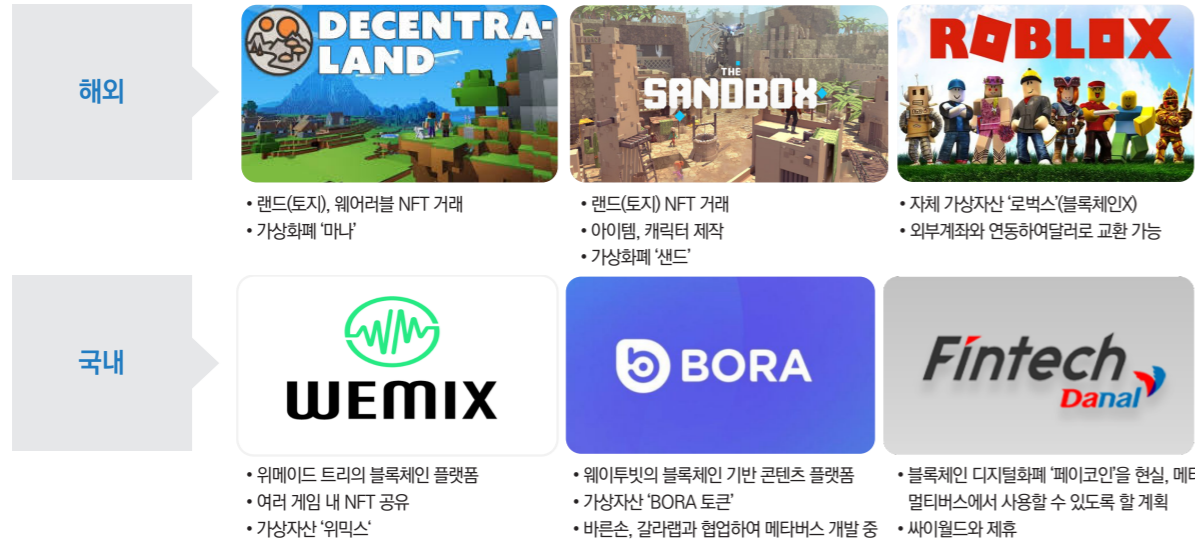 해외
DECENTRA-
LAND
THE
SANDBOX
ROBLOX
• 랜드(토지), 웨어러블 NFT 거래
• 가상화폐 ‘마나’
• 랜드(토지) NFT 거래
• 아이템, 캐릭터 제작
• 가상화폐 ‘샌드’
• 자체 가상자산 ‘로벅스’(블록체인X)
• 외부계좌와 연동하여달러로 교환 가능
국내
WEMIX
BORA
Fintech
Danal
• 위메이드 트리의 블록체인 플랫폼
• 여러 게임 내 NFT 공유
• 가상자산 ‘위믹스‘
• 웨이투빗의 블록체인 기반 콘텐츠 플랫폼
• 가상자산 ‘BORA 토큰’
• 바른손, 갈라랩과 협업하여 메타버스 개발 중
• 블록체인 디지털화폐 ‘페이코인’을 현실, 메타
멀티버스에서 사용할 수 있도록 할 계획
• 싸이월드와 제휴